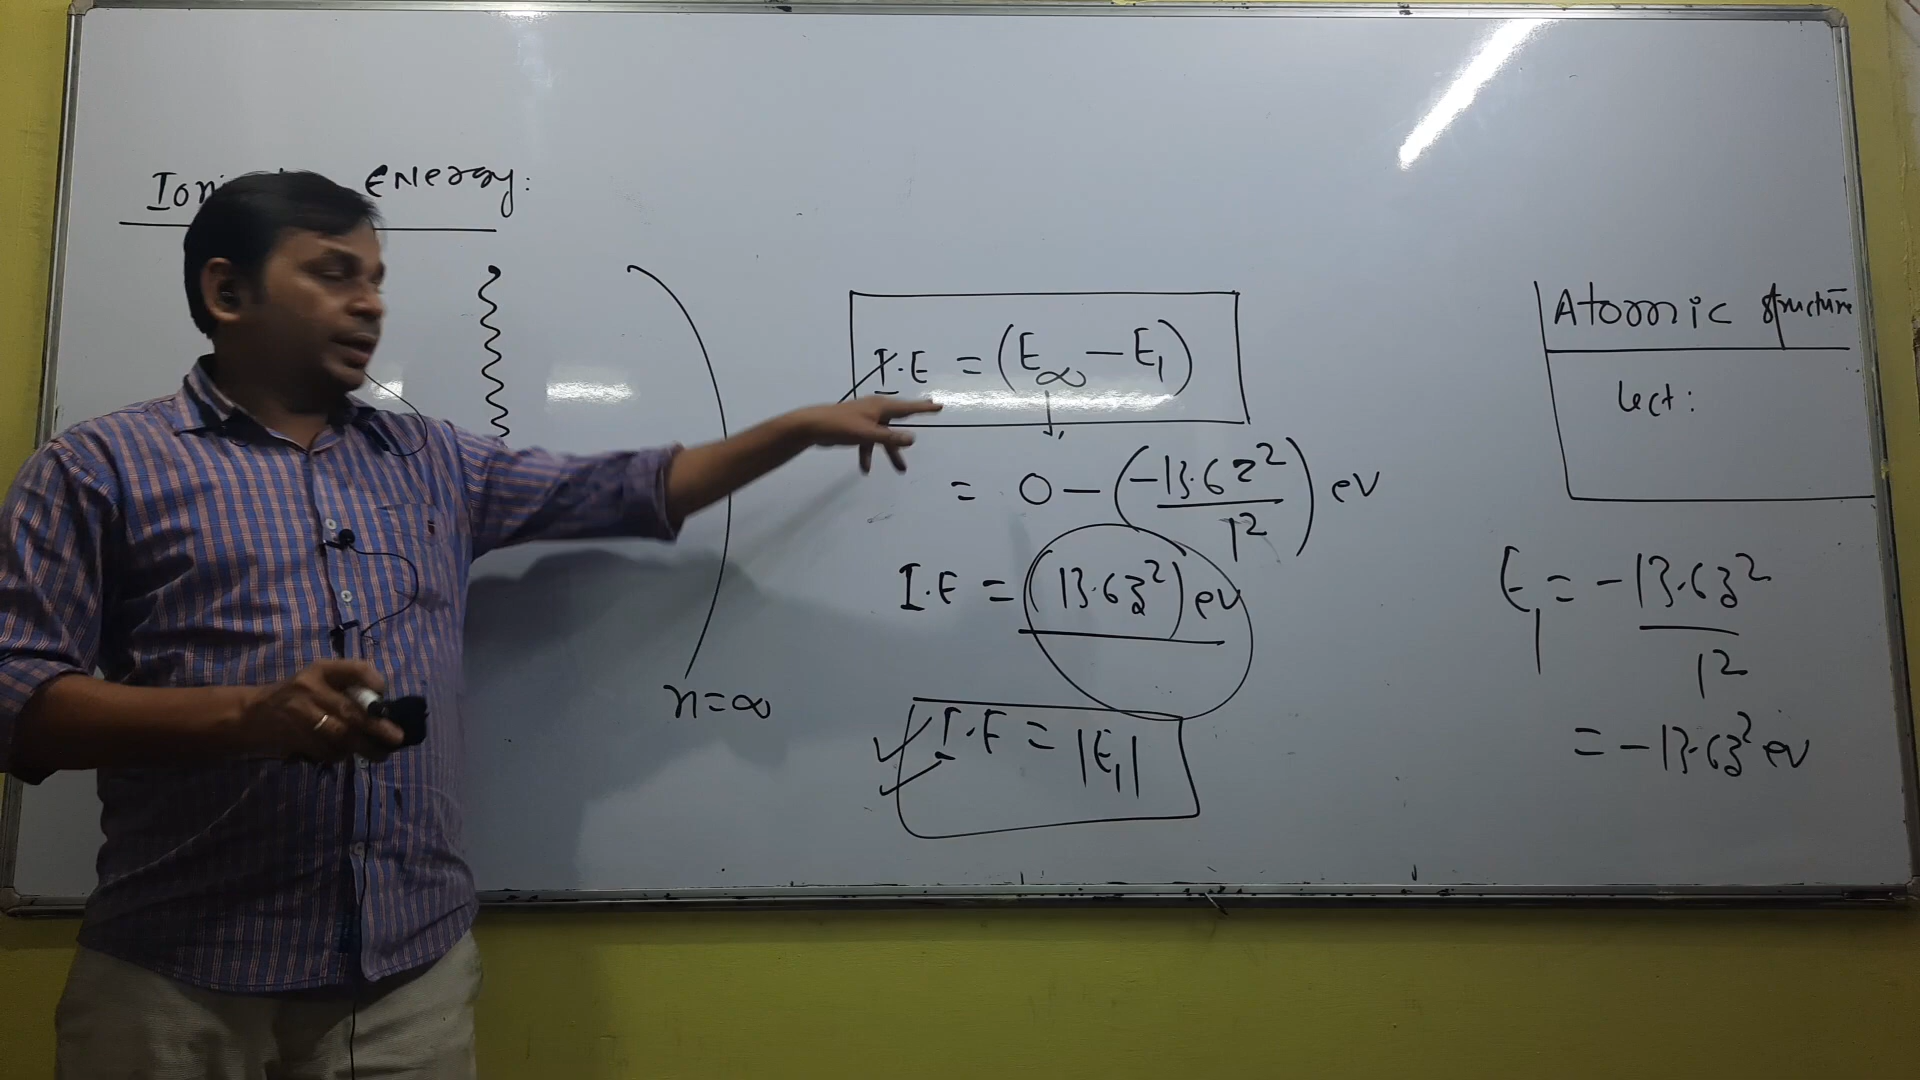 Energy:
I.E = (E∞ − E₁)
= 0 − (−13.6Z²/1²) ev
I.E = (13.6Z²) ev
I.E = |E₁|
n=∞
Atomic structure
Lect:
E₁ = −13.6Z²/1²
= −13.6Z² ev